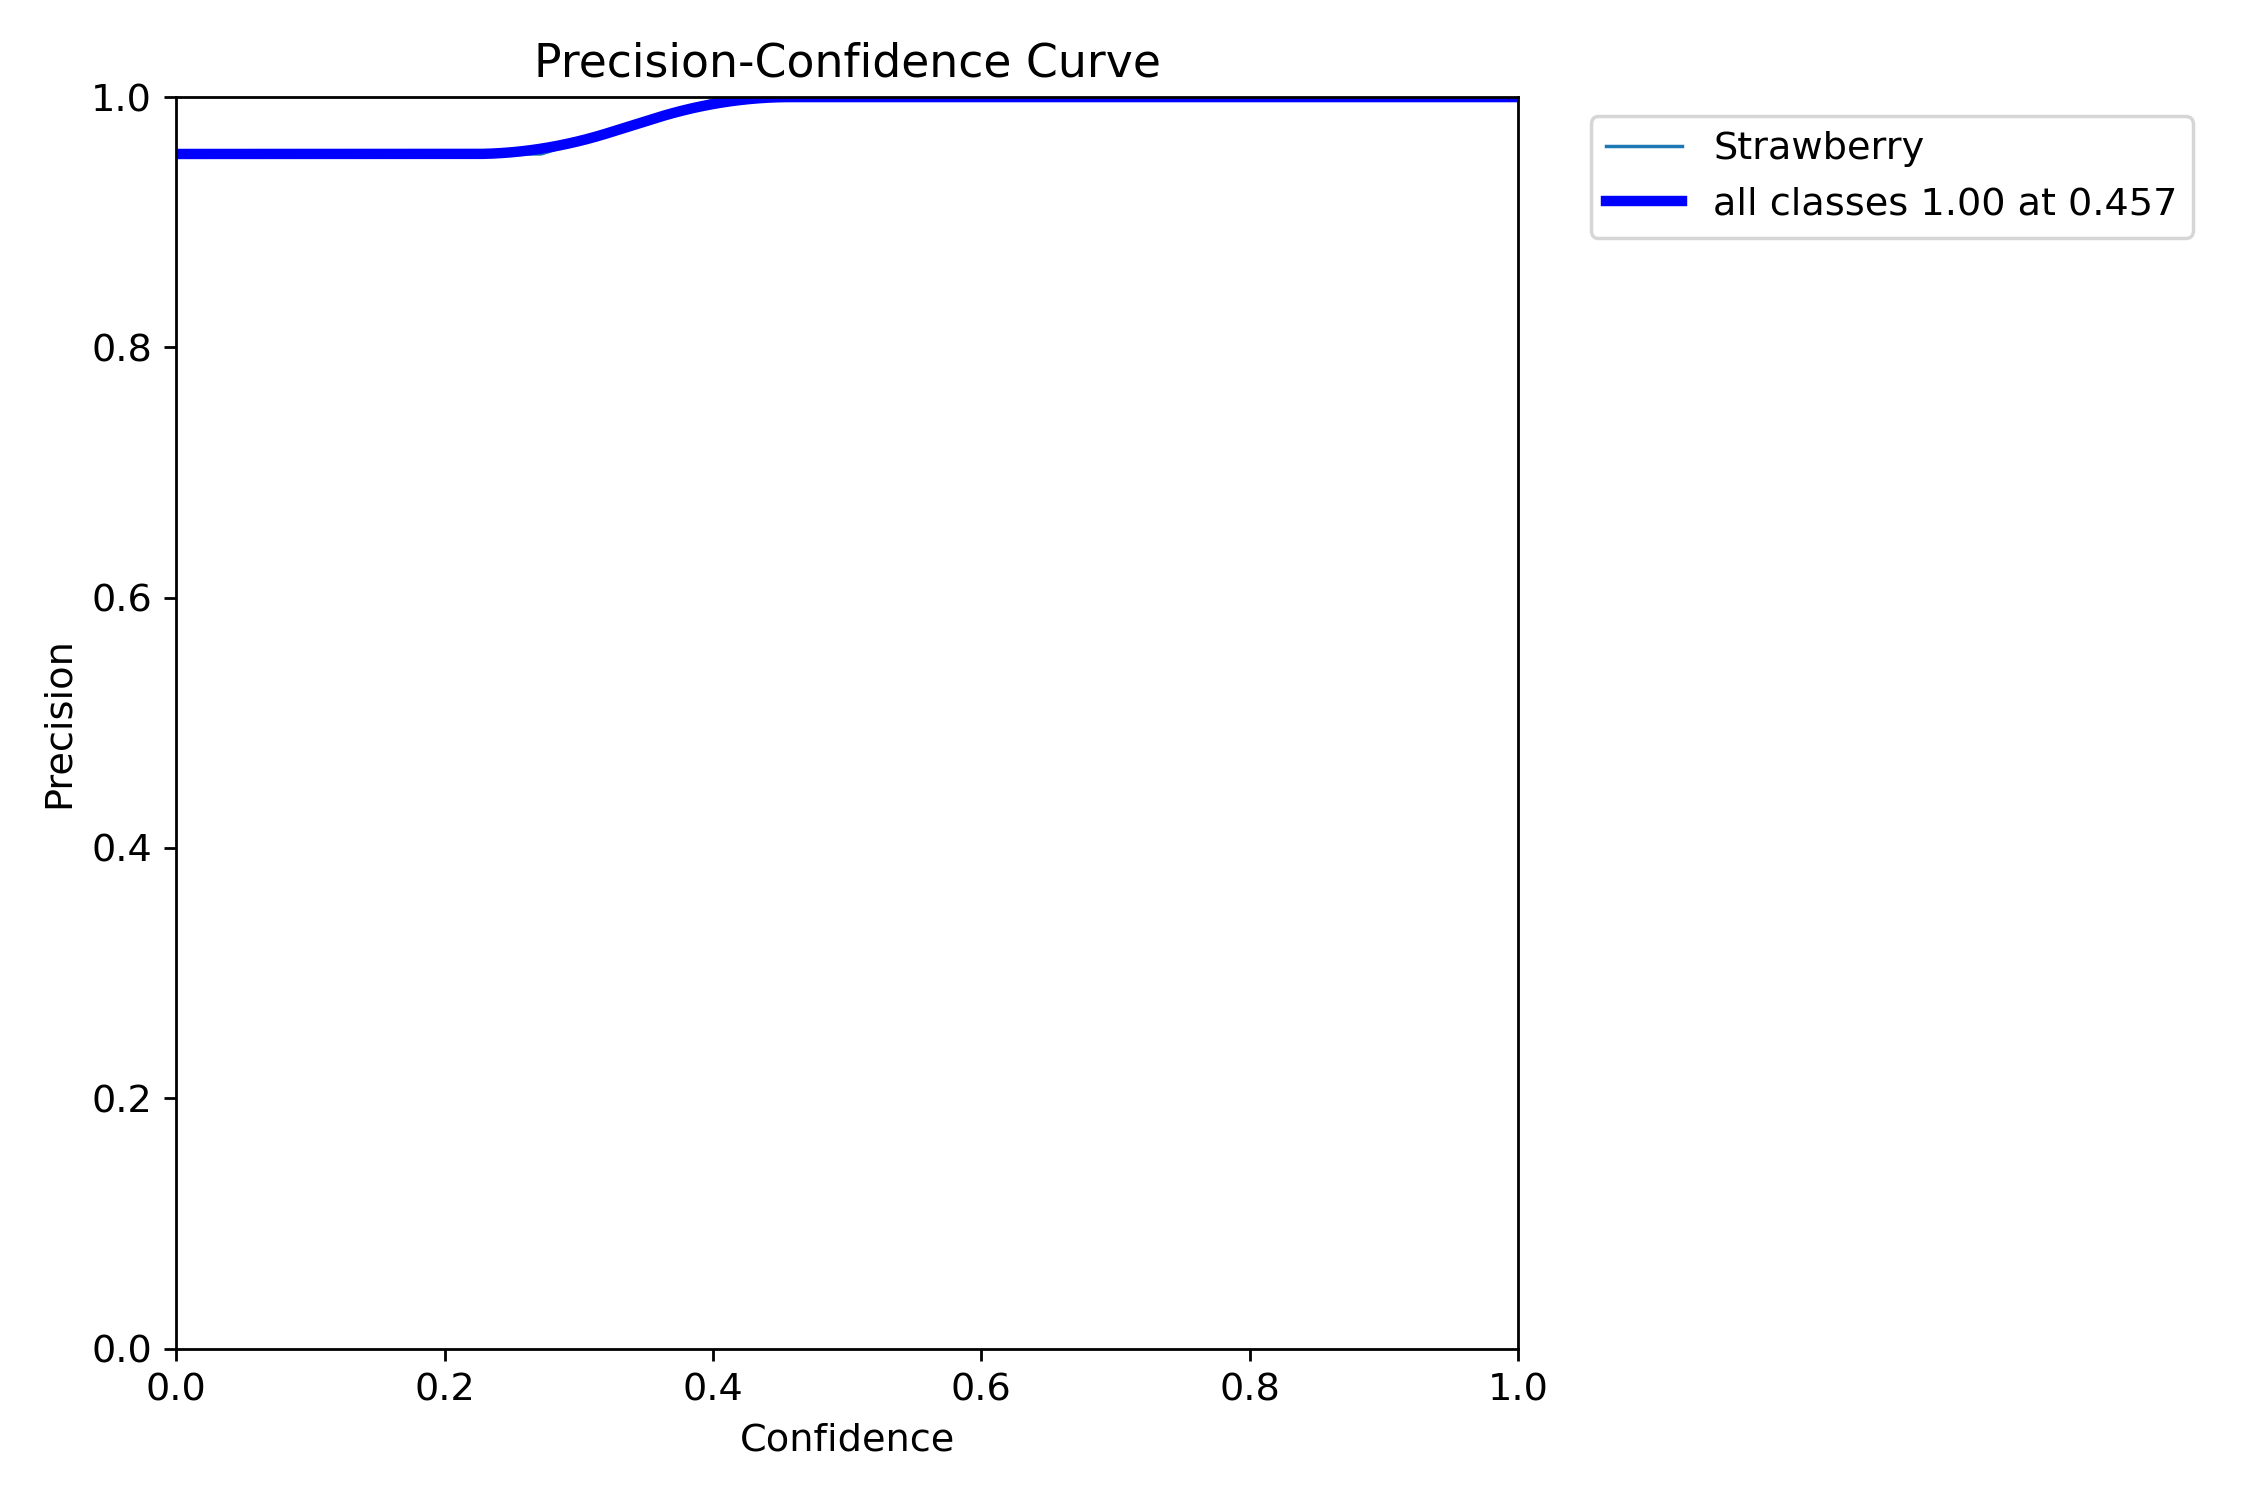 Precision-Confidence Curve
1.0
0.8
0.6
0.4
0.2
0.0
Precision
0.0 0.2 0.4 0.6 0.8 1.0
Confidence
Strawberry
all classes 1.00 at 0.457